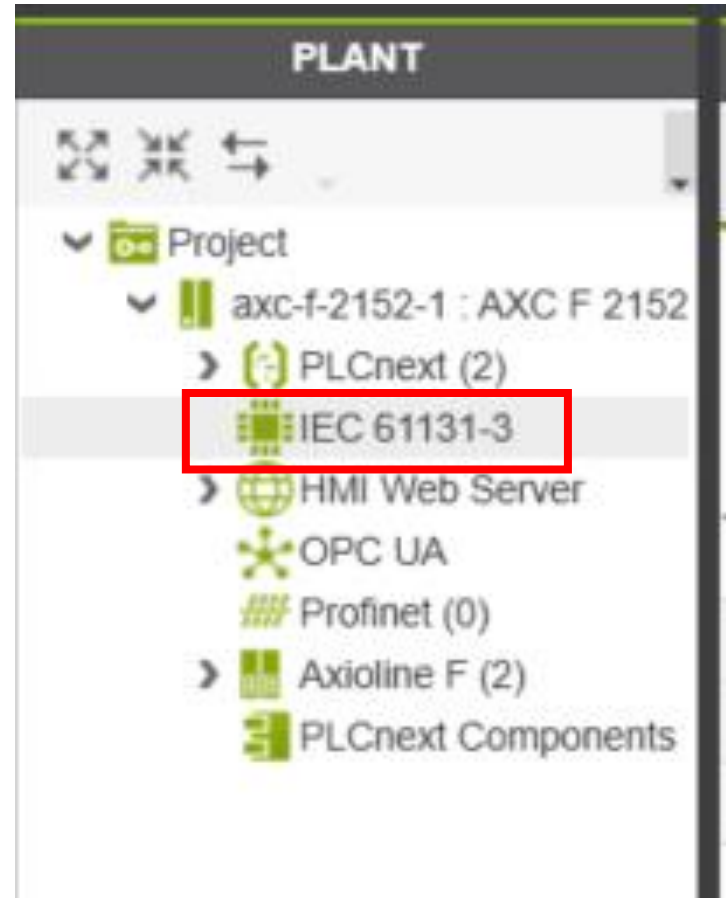 PLANT
Project
axc-f-2152-1 : AXC F 2152
PLCnext (2)
IEC 61131-3
HMI Web Server
OPC UA
Profinet (0)
Axioline F (2)
PLCnext Components